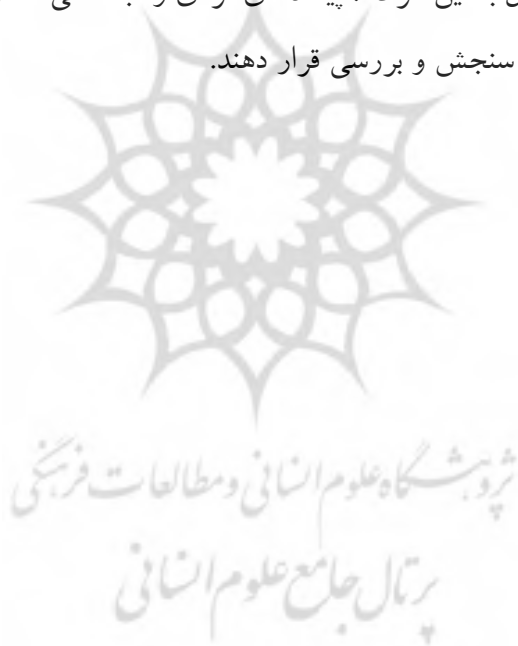 سنجش و بررسی قرار دهند.
پژوهشگاه علوم انسانی و مطالعات فرهنگی
پرتال جامع علوم انسانی